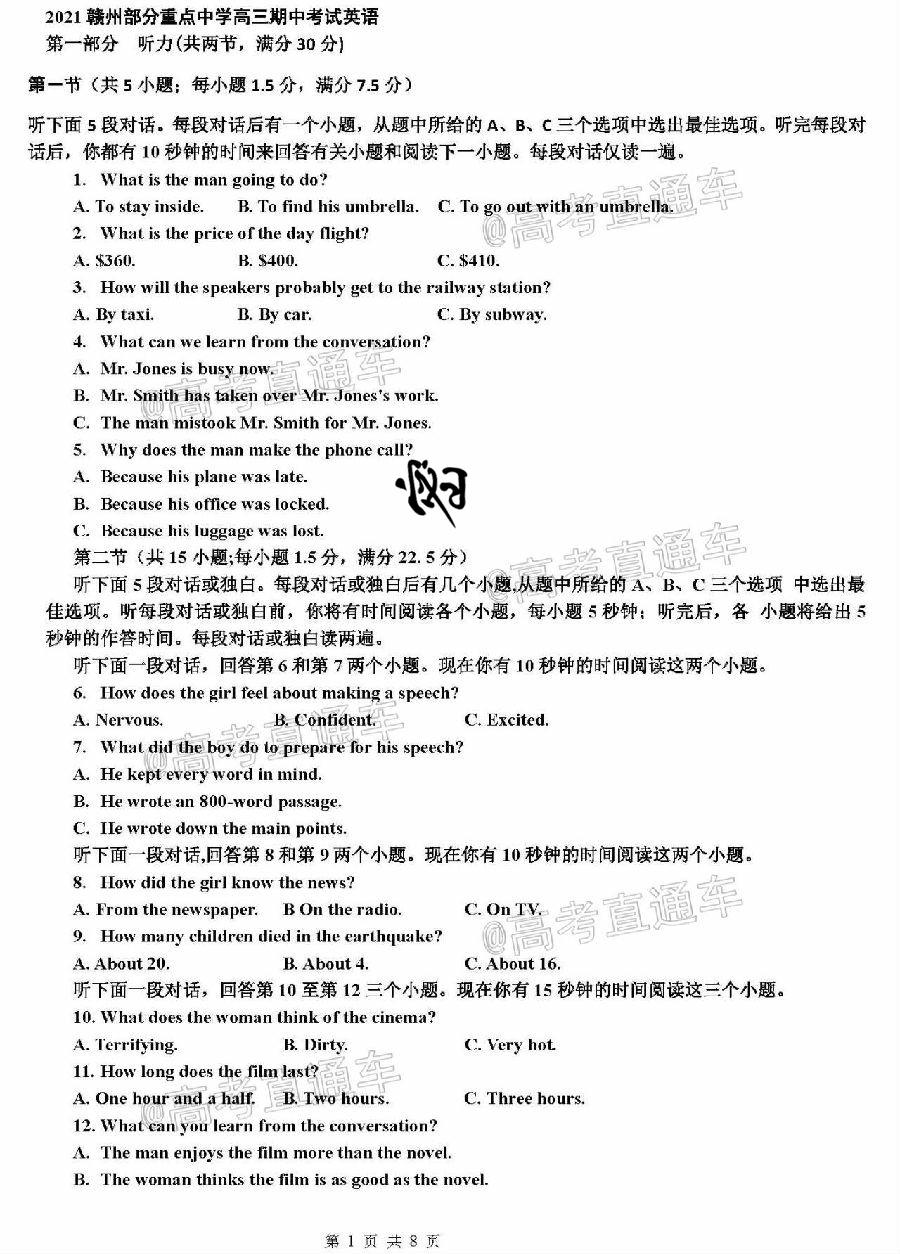 2021 赣州部分重点中学高三期中考试英语
第一部分 听力(共两节，满分 30 分)
第一节（共 5 小题；每小题 1.5 分，满分 7.5 分）
听下面 5 段对话。每段对话后有一个小题，从题中所给的 A、B、C 三个选项中选出最佳选项。听完每段对
话后，你都有 10 秒钟的时间来回答有关小题和阅读下一小题。每段对话仅读一遍。
1. What is the man going to do?
A. To stay inside. B. To find his umbrella. C. To go out with an umbrella.
@高考直通车
2. What is the price of the day flight?
A. $360. B. $400. C. $410.
3. How will the speakers probably get to the railway station?
A. By taxi. B. By car. C. By subway.
4. What can we learn from the conversation?
A. Mr. Jones is busy now.
@高考直通车
B. Mr. Smith has taken over Mr. Jones's work.
C. The man mistook Mr. Smith for Mr. Jones.
5. Why does the man make the phone call?
A. Because his plane was late.
B. Because his office was locked.
C. Because his luggage was lost.
第二节（共 15 小题;每小题 1.5 分，满分 22. 5 分）
@高考直通车
听下面 5 段对话或独白。每段对话或独白后有几个小题,从题中所给的 A、B、C 三个选项 中选出最
佳选项。听每段对话或独白前，你将有时间阅读各个小题，每小题 5 秒钟；听完后，各 小题将给出 5
秒钟的作答时间。每段对话或独白读两遍。
听下面一段对话，回答第 6 和第 7 两个小题。现在你有 10 秒钟的时间阅读这两个小题。
6. How does the girl feel about making a speech?
A. Nervous. B. Confident. C. Excited.
@高考直通车
7. What did the boy do to prepare for his speech?
A. He kept every word in mind.
B. He wrote an 800-word passage.
C. He wrote down the main points.
听下面一段对话,回答第 8 和第 9 两个小题。现在你有 10 秒钟的时间阅读这两个小题。
8. How did the girl know the news?
A. From the newspaper. B On the radio. C. On TV.
@高考直通车
9. How many children died in the earthquake?
A. About 20. B. About 4. C. About 16.
听下面一段对话，回答第 10 至第 12 三个小题。现在你有 15 秒钟的时间阅读这三个小题。
10. What does the woman think of the cinema?
A. Terrifying. B. Dirty. C. Very hot.
11. How long does the film last?
@高考直通车
A. One hour and a half. B. Two hours. C. Three hours.
12. What can you learn from the conversation?
A. The man enjoys the film more than the novel.
B. The woman thinks the film is as good as the novel.
第 1 页 共 8 页